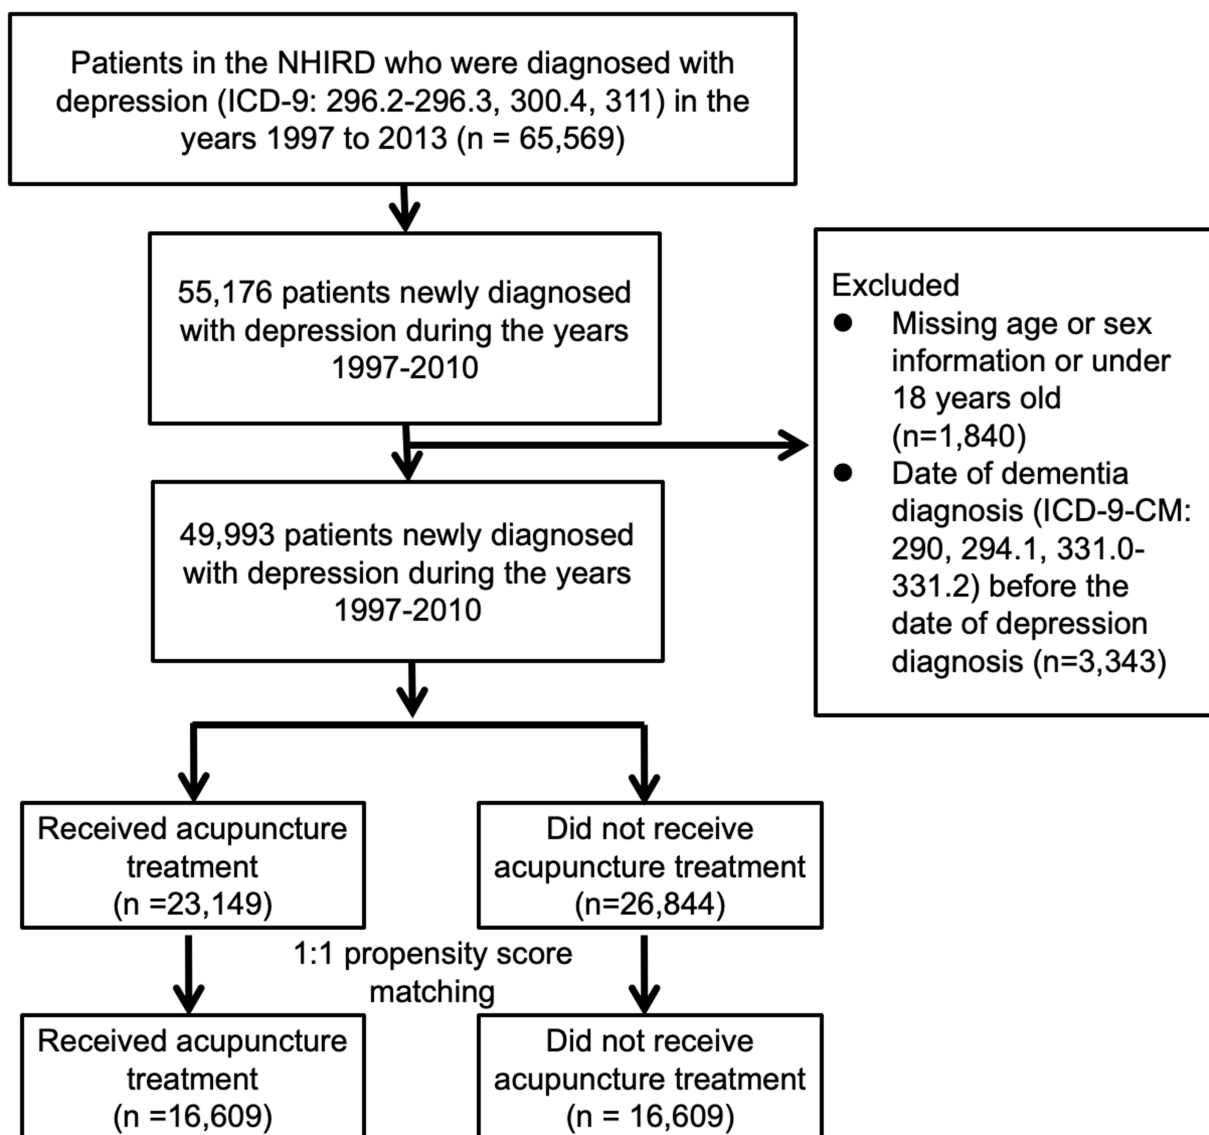 Patients in the NHIRD who were diagnosed with
depression (ICD-9: 296.2-296.3, 300.4, 311) in the
years 1997 to 2013 (n = 65,569)
55,176 patients newly diagnosed
with depression during the years
1997-2010
Excluded
● Missing age or sex
information or under
18 years old
(n=1,840)
● Date of dementia
diagnosis (ICD-9-CM:
290, 294.1, 331.0-
331.2) before the
date of depression
diagnosis (n=3,343)
49,993 patients newly diagnosed
with depression during the years
1997-2010
Received acupuncture
treatment
(n =23,149)
Did not receive
acupuncture treatment
(n=26,844)
1:1 propensity score
matching
Received acupuncture
treatment
(n =16,609)
Did not receive
acupuncture treatment
(n = 16,609)